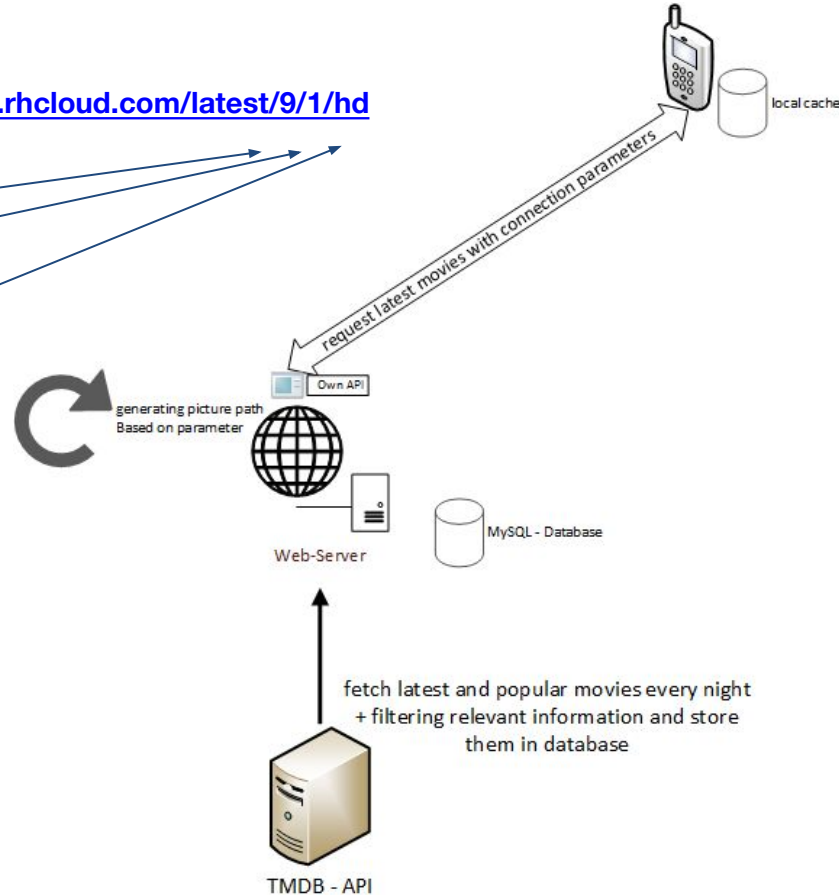 .rhcloud.com/latest/9/1/hd
local cache
request latest movies with connection parameters
Own API
generating picture path
Based on parameter
MySQL - Database
Web-Server
fetch latest and popular movies every night
+ filtering relevant information and store
them in database
TMDB - API